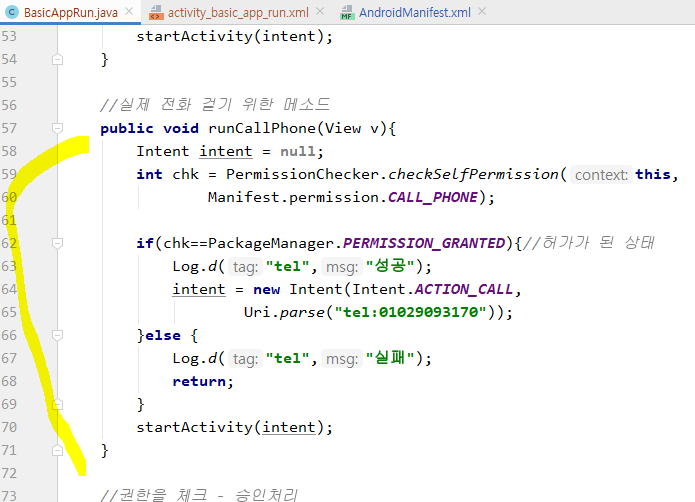 BasicAppRun.java activity_basic_app_run.xml AndroidManifest.xml
53 startActivity(intent);
54 }
55
56 //실제 전화 걸기 위한 메소드
57 public void runCallPhone(View v){
58 Intent intent = null;
59 int chk = PermissionChecker.checkSelfPermission( context: this,
60 Manifest.permission.CALL_PHONE);
61
62 if(chk==PackageManager.PERMISSION_GRANTED){//허가가 된 상태
63 Log.d( tag: "tel", msg: "성공");
64 intent = new Intent(Intent.ACTION_CALL,
65 Uri.parse("tel:01029093170"));
66 }else {
67 Log.d( tag: "tel", msg: "실패");
68 return;
69 }
70 startActivity(intent);
71 }
72
73 //권한을 체크 - 승인처리